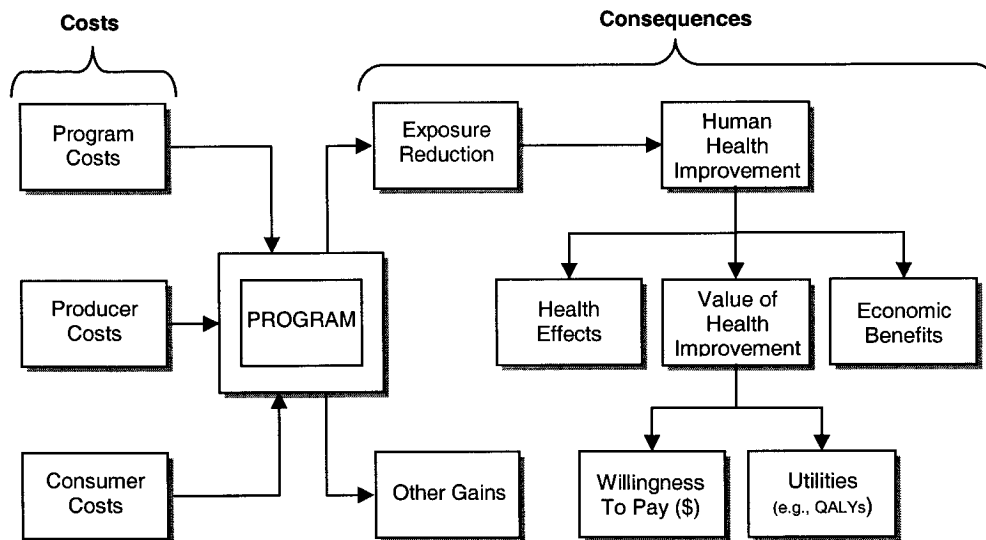 Costs
Consequences
Program
Costs
Exposure
Reduction
Human
Health
Improvement
Producer
Costs
PROGRAM
Health
Effects
Value of
Health
Improvement
Economic
Benefits
Consumer
Costs
Other Gains
Willingness
To Pay ($)
Utilities
(e.g., QALYs)